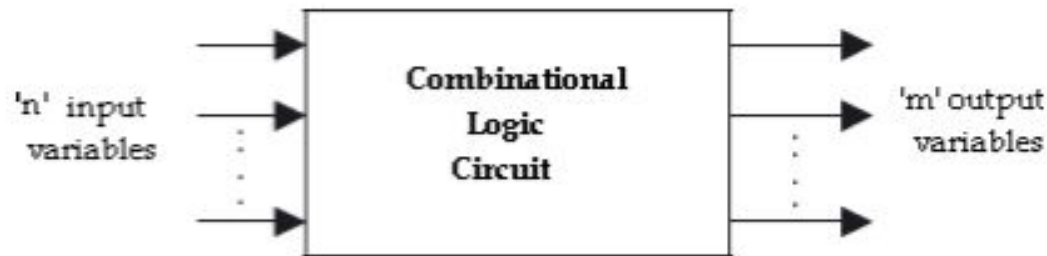 'n' input
variables
Combinational
Logic
Circuit
'm' output
variables